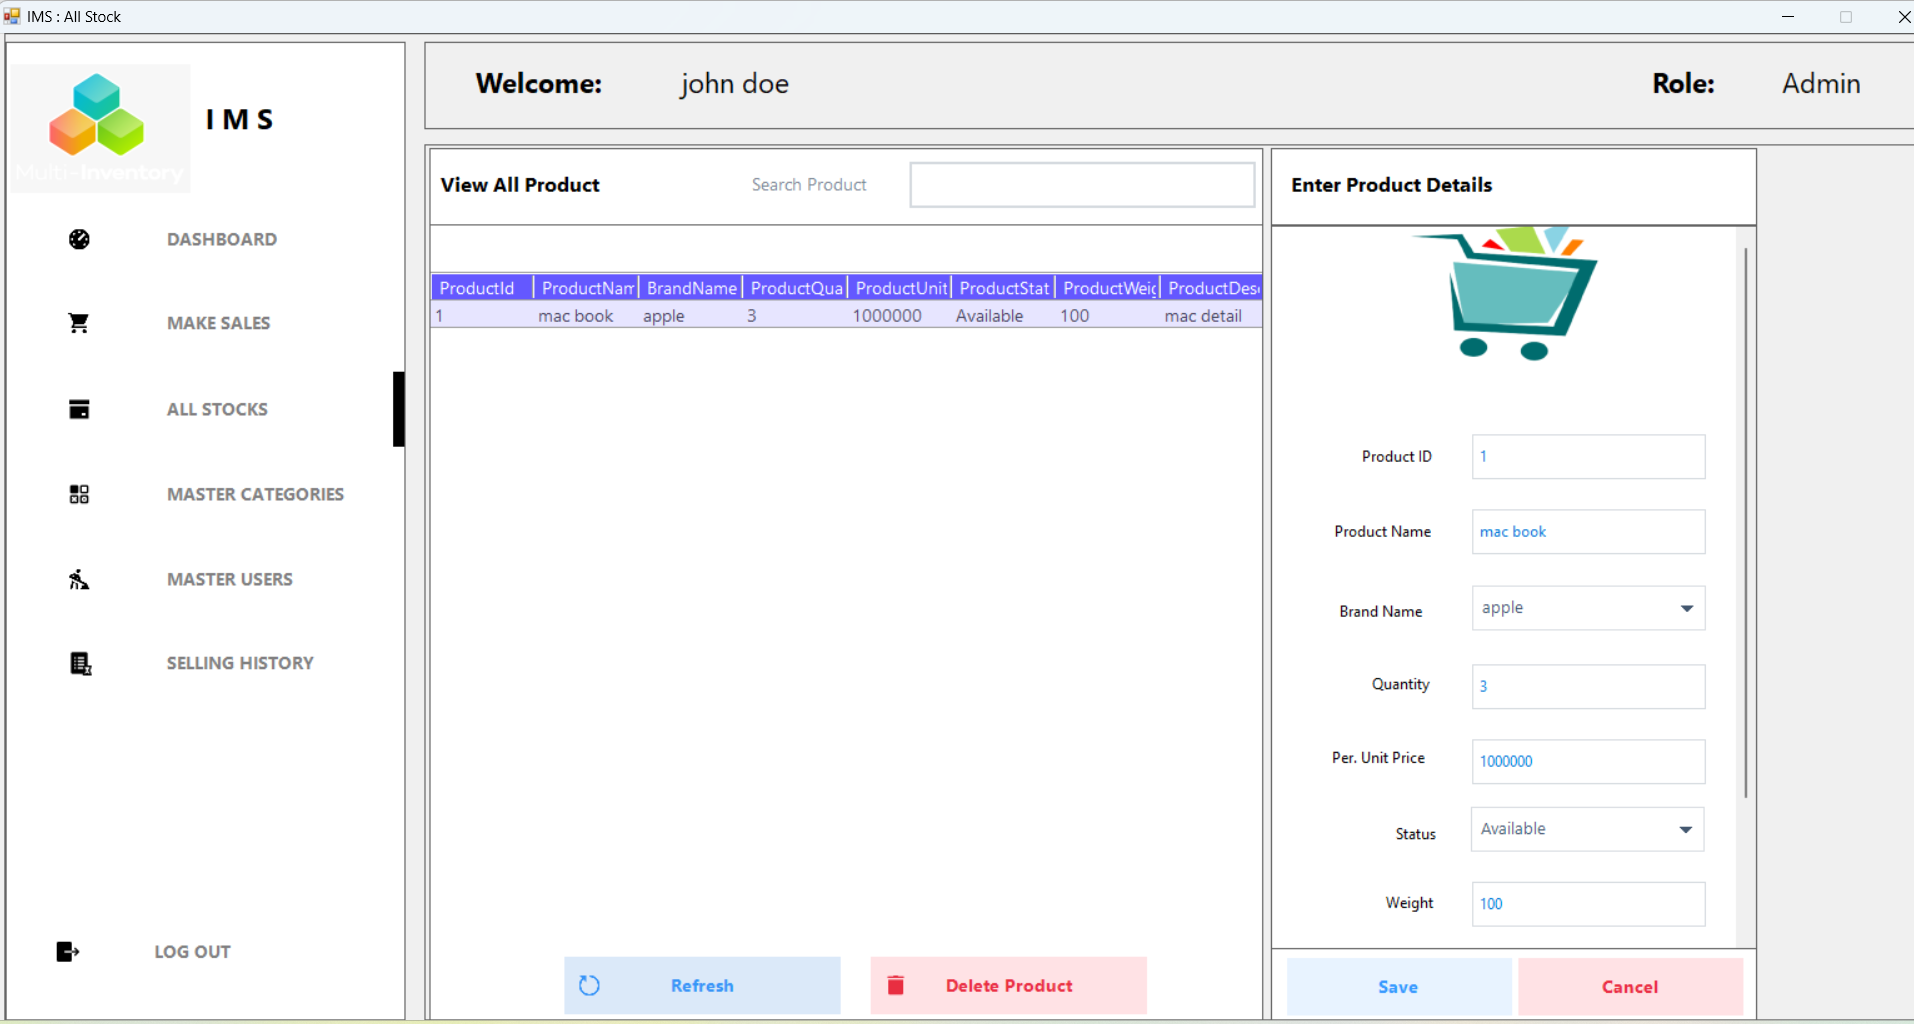 IMS : All Stock
I M S
Multi-Inventory
Welcome: john doe Role: Admin
DASHBOARD
MAKE SALES
ALL STOCKS
MASTER CATEGORIES
MASTER USERS
SELLING HISTORY
LOG OUT
View All Product Search Product
ProductId ProductNam BrandName ProductQua ProductUnit ProductStat ProductWeig ProductDesc
1 mac book apple 3 1000000 Available 100 mac detail
Refresh Delete Product
Enter Product Details
Product ID 1
Product Name mac book
Brand Name apple
Quantity 3
Per. Unit Price 1000000
Status Available
Weight 100
Save Cancel